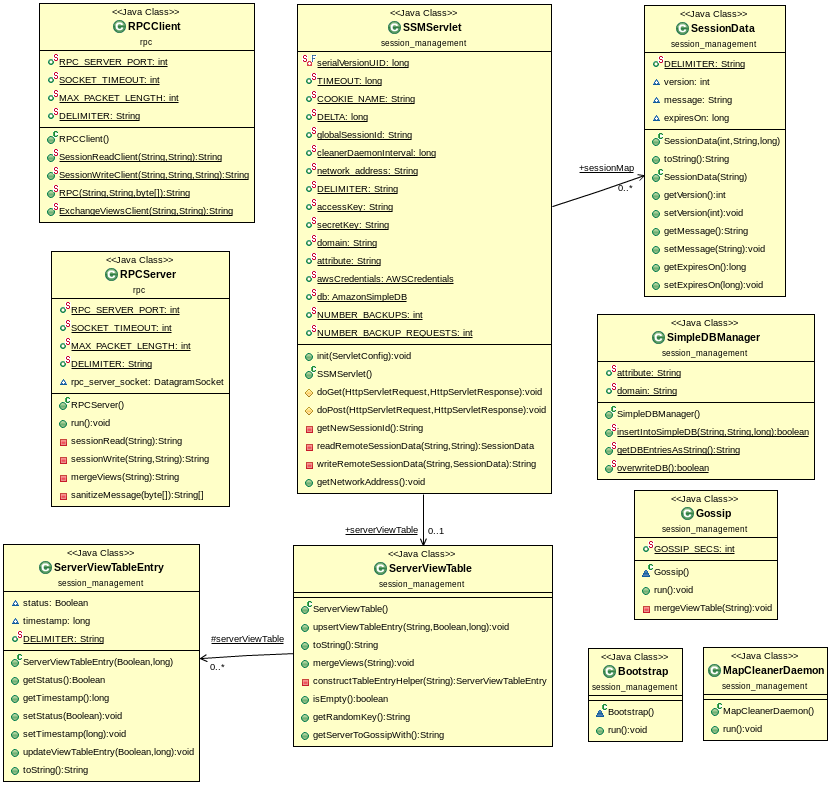 <<Java Class>>
RPCClient
rpc
RPC_SERVER_PORT: int
SOCKET_TIMEOUT: int
MAX_PACKET_LENGTH: int
DELIMITER: String
RPCClient()
SessionReadClient(String,String):String
SessionWriteClient(String,String,String):String
RPC(String,String,byte[]):String
ExchangeViewsClient(String,String):String
<<Java Class>>
SSMServlet
session_management
serialVersionUID: long
TIMEOUT: long
COOKIE_NAME: String
DELTA: long
globalSessionId: String
cleanerDaemonInterval: long
network_address: String
DELIMITER: String
accessKey: String
secretKey: String
domain: String
attribute: String
awsCredentials: AWSCredentials
db: AmazonSimpleDB
NUMBER_BACKUPS: int
NUMBER_BACKUP_REQUESTS: int
init(ServletConfig):void
SSMServlet()
doGet(HttpServletRequest,HttpServletResponse):void
doPost(HttpServletRequest,HttpServletResponse):void
getNewSessionId():String
readRemoteSessionData(String,String):SessionData
writeRemoteSessionData(String,SessionData):String
getNetworkAddress():void
<<Java Class>>
SessionData
session_management
DELIMITER: String
version: int
message: String
expiresOn: long
SessionData(int,String,long)
toString():String
SessionData(String)
getVersion():int
setVersion(int):void
getMessage():String
setMessage(String):void
getExpiresOn():long
setExpiresOn(long):void
+sessionMap
0..*
<<Java Class>>
RPCServer
rpc
RPC_SERVER_PORT: int
SOCKET_TIMEOUT: int
MAX_PACKET_LENGTH: int
DELIMITER: String
rpc_server_socket: DatagramSocket
RPCServer()
run():void
sessionRead(String):String
sessionWrite(String,String):String
mergeViews(String):String
sanitizeMessage(byte[]):String[]
<<Java Class>>
SimpleDBManager
session_management
attribute: String
domain: String
SimpleDBManager()
insertIntoSimpleDB(String,String,long):boolean
getDBEntriesAsString():String
overwriteDB():boolean
<<Java Class>>
Gossip
session_management
GOSSIP_SECS: int
Gossip()
run():void
mergeViewTable(String):void
+serverViewTable
0..1
<<Java Class>>
ServerViewTableEntry
session_management
status: Boolean
timestamp: long
DELIMITER: String
ServerViewTableEntry(Boolean,long)
getStatus():Boolean
getTimestamp():long
setStatus(Boolean):void
setTimestamp(long):void
updateViewTableEntry(Boolean,long):void
toString():String
#serverViewTable
0..*
<<Java Class>>
ServerViewTable
session_management
ServerViewTable()
upsertViewTableEntry(String,Boolean,long):void
toString():String
mergeViews(String):void
constructTableEntryHelper(String):ServerViewTableEntry
isEmpty():boolean
getRandomKey():String
getServerToGossipWith():String
<<Java Class>>
Bootstrap
session_management
Bootstrap()
run():void
<<Java Class>>
MapCleanerDaemon
session_management
MapCleanerDaemon()
run():void